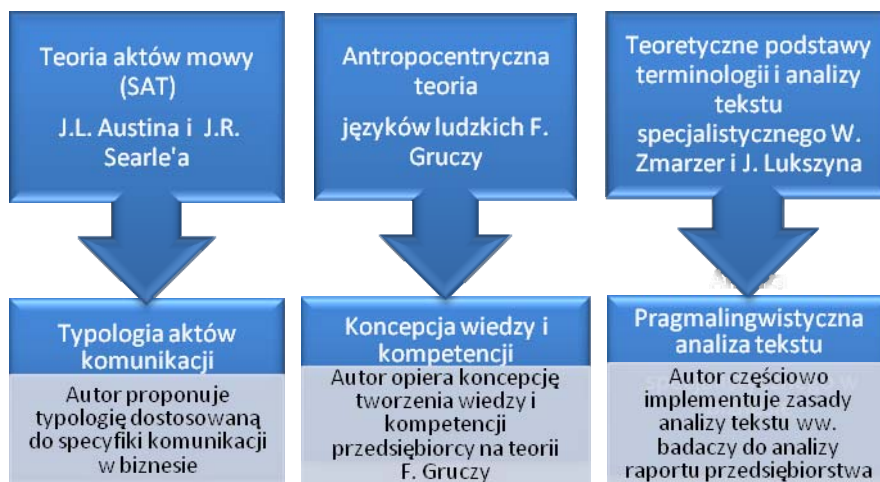 Teoria aktów mowy
(SAT)
J.L. Austina i J.R.
Searle'a
Antropocentryczna
teoria
języków ludzkich F.
Gruczy
Teoretyczne podstawy
terminologii i analizy
tekstu
specjalistycznego W.
Zmarzer i J. Lukszyna
Typologia aktów
komunikacji
Autor proponuje
typologię dostosowaną
do specyfiki komunikacji
w biznesie
Koncepcja wiedzy i
kompetencji
Autor opiera koncepcję
tworzenia wiedzy i
kompetencji
przedsiębiorcy na teorii
F. Gruczy
Pragmalingwistyczna
analiza tekstu
Autor częściowo
implementuje zasady
analizy tekstu ww.
badaczy do analizy
raportu przedsiębiorstwa